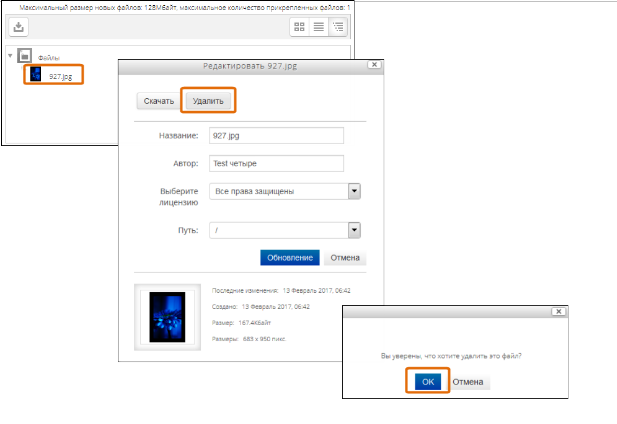 Максимальный размер новых файлов: 128Мбайт, максимальное количество прикрепленных файлов: 1
Файлы
927.jpg
Редактировать 927.jpg
Скачать
Удалить
Название: 927.jpg
Автор: Test четыре
Выберите лицензию Все права защищены
Путь: /
Обновление Отмена
Последние изменения: 13 Февраль 2017, 06:42
Создано: 13 Февраль 2017, 06:42
Размер: 167.4Кбайт
Размеры: 683 x 950 пикс.
Вы уверены, что хотите удалить это файл?
OK Отмена